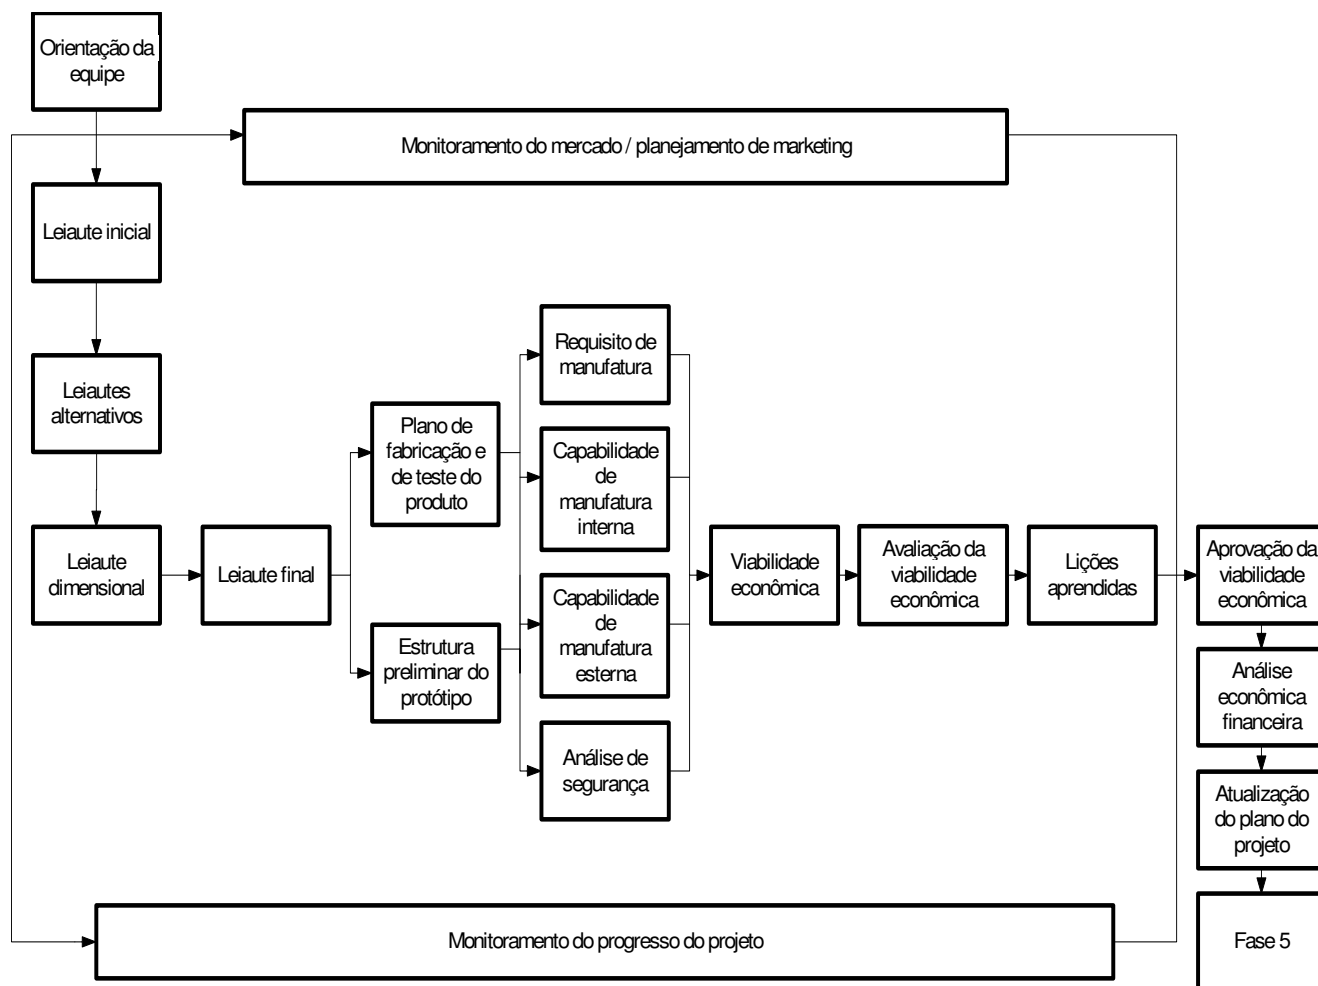 Orientação da
equipe
Monitoramento do mercado / planejamento de marketing
Leiaute inicial
Leiautes
alternativos
Leiaute
dimensional
Leiaute final
Plano de
fabricação e
de teste do
produto
Estrutura
preliminar do
protótipo
Requisito de
manufatura
Capabilidade
de
manufatura
interna
Capabilidade
de
manufatura
esterna
Análise de
segurança
Viabilidade
econômica
Avaliação da
viabilidade
econômica
Lições
aprendidas
Aprovação da
viabilidade
econômica
Análise
econômica
financeira
Atualização
do plano do
projeto
Fase 5
Monitoramento do progresso do projeto